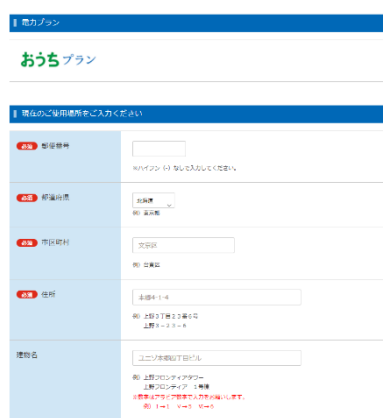 電力プラン
おうちプラン
現在のご使用場所をご入力ください
必須 郵便番号
※ハイフン (-) なしで入力してください。
必須 都道府県
北海道
例) 東京都
必須 市区町村
文京区
例) 台東区
必須 住所
本郷4-1-4
例) 上野3丁目23番6号
上野3-23-6
建物名
ユニゾ本郷四丁目ビル
例) 上野フロンティアタワー
上野フロンティア 1号棟
※数字はアラビア数字で入力をお願いします。
例) Ⅰ→1 Ⅴ→5 Ⅴ→5